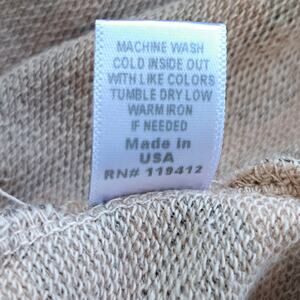 MACHINE WASH
COLD INSIDE OUT
WITH LIKE COLORS
TUMBLE DRY LOW
WARM IRON
IF NEEDED
Made in
USA
RN# 119412